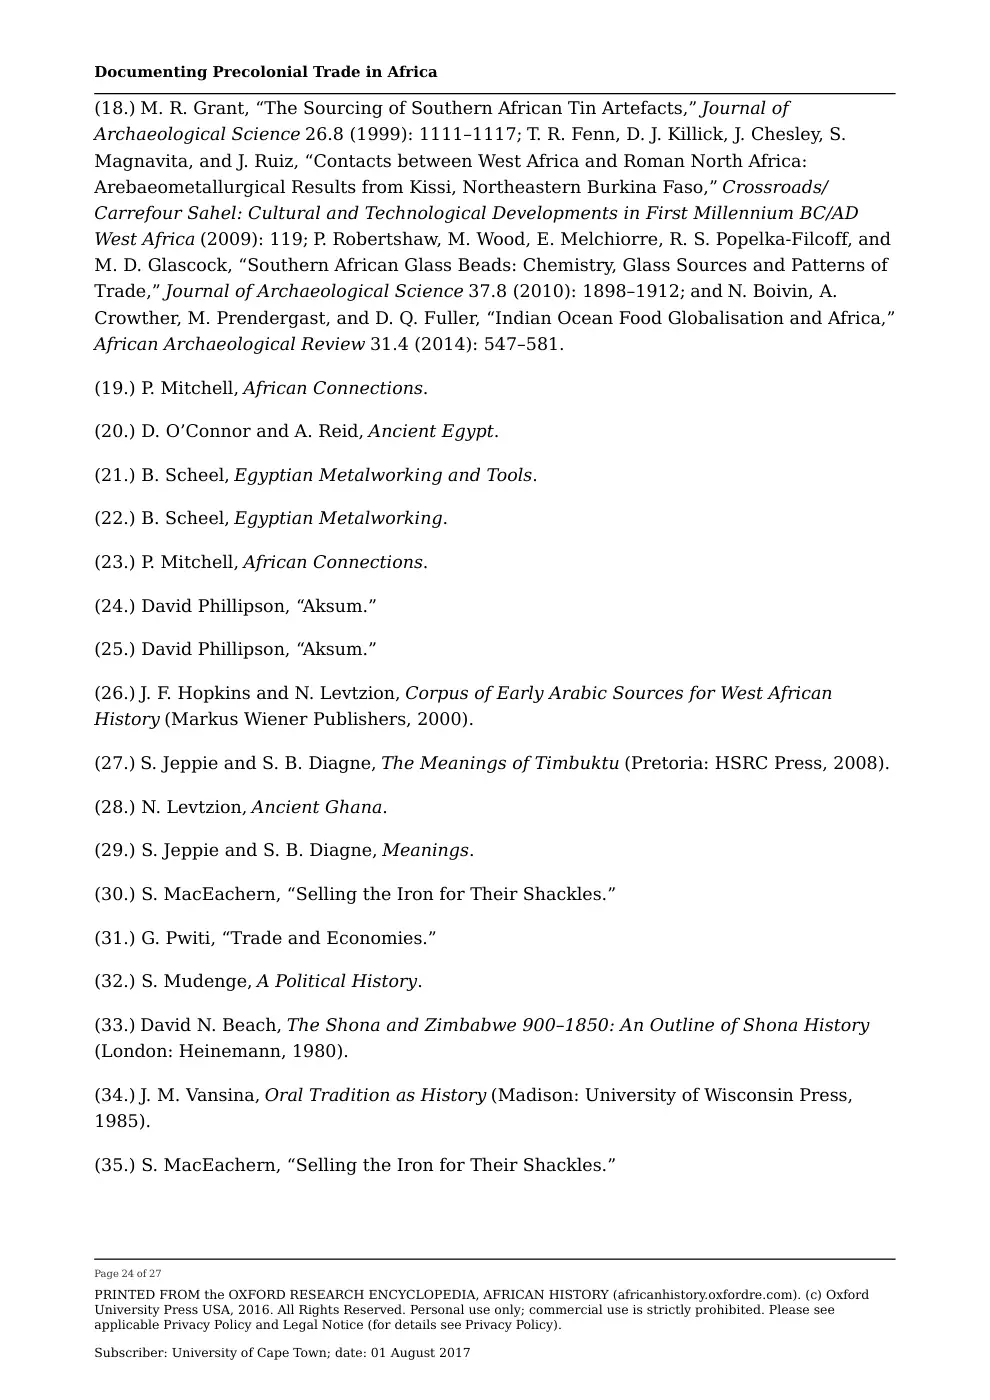 Documenting Precolonial Trade in Africa
(18.) M. R. Grant, “The Sourcing of Southern African Tin Artefacts,” Journal of
Archaeological Science 26.8 (1999): 1111–1117; T. R. Fenn, D. J. Killick, J. Chesley, S.
Magnavita, and J. Ruiz, “Contacts between West Africa and Roman North Africa:
Arebaeometallurgical Results from Kissi, Northeastern Burkina Faso,” Crossroads/
Carrefour Sahel: Cultural and Technological Developments in First Millennium BC/AD
West Africa (2009): 119; P. Robertshaw, M. Wood, E. Melchiorre, R. S. Popelka-Filcoff, and
M. D. Glascock, “Southern African Glass Beads: Chemistry, Glass Sources and Patterns of
Trade,” Journal of Archaeological Science 37.8 (2010): 1898–1912; and N. Boivin, A.
Crowther, M. Prendergast, and D. Q. Fuller, “Indian Ocean Food Globalisation and Africa,”
African Archaeological Review 31.4 (2014): 547–581.
(19.) P. Mitchell, African Connections.
(20.) D. O’Connor and A. Reid, Ancient Egypt.
(21.) B. Scheel, Egyptian Metalworking and Tools.
(22.) B. Scheel, Egyptian Metalworking.
(23.) P. Mitchell, African Connections.
(24.) David Phillipson, “Aksum.”
(25.) David Phillipson, “Aksum.”
(26.) J. F. Hopkins and N. Levtzion, Corpus of Early Arabic Sources for West African
History (Markus Wiener Publishers, 2000).
(27.) S. Jeppie and S. B. Diagne, The Meanings of Timbuktu (Pretoria: HSRC Press, 2008).
(28.) N. Levtzion, Ancient Ghana.
(29.) S. Jeppie and S. B. Diagne, Meanings.
(30.) S. MacEachern, “Selling the Iron for Their Shackles.”
(31.) G. Pwiti, “Trade and Economies.”
(32.) S. Mudenge, A Political History.
(33.) David N. Beach, The Shona and Zimbabwe 900–1850: An Outline of Shona History
(London: Heinemann, 1980).
(34.) J. M. Vansina, Oral Tradition as History (Madison: University of Wisconsin Press,
1985).
(35.) S. MacEachern, “Selling the Iron for Their Shackles.”
Page 24 of 27
PRINTED FROM the OXFORD RESEARCH ENCYCLOPEDIA, AFRICAN HISTORY (africanhistory.oxfordre.com). (c) Oxford
University Press USA, 2016. All Rights Reserved. Personal use only; commercial use is strictly prohibited. Please see
applicable Privacy Policy and Legal Notice (for details see Privacy Policy).
Subscriber: University of Cape Town; date: 01 August 2017